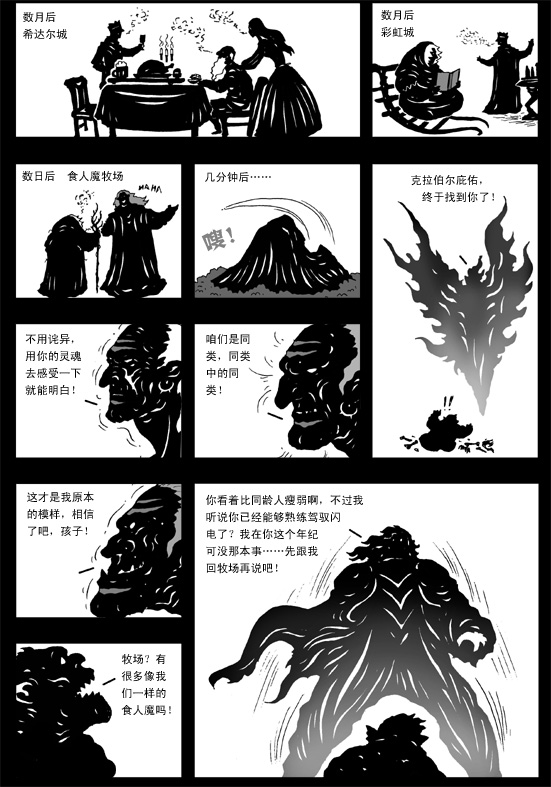 数月后
希达尔城
数月后
彩虹城
数日后　食人魔牧场
HAHA
几分钟后……
嗖！
克拉伯尔庇佑，
终于找到你了！
!!
不用诧异，
用你的灵魂
去感受一下
就能明白！
咱们是同
类，同类
中的同
类！
这才是我原本
的模样，相信
了吧，孩子！
你看着比同龄人瘦弱啊，不过我
听说你已经能够熟练驾驭闪
电了？我在你这个年纪
可没那本事……先跟我
回牧场再说吧！
牧场？有
很多像我
们一样的
食人魔吗！